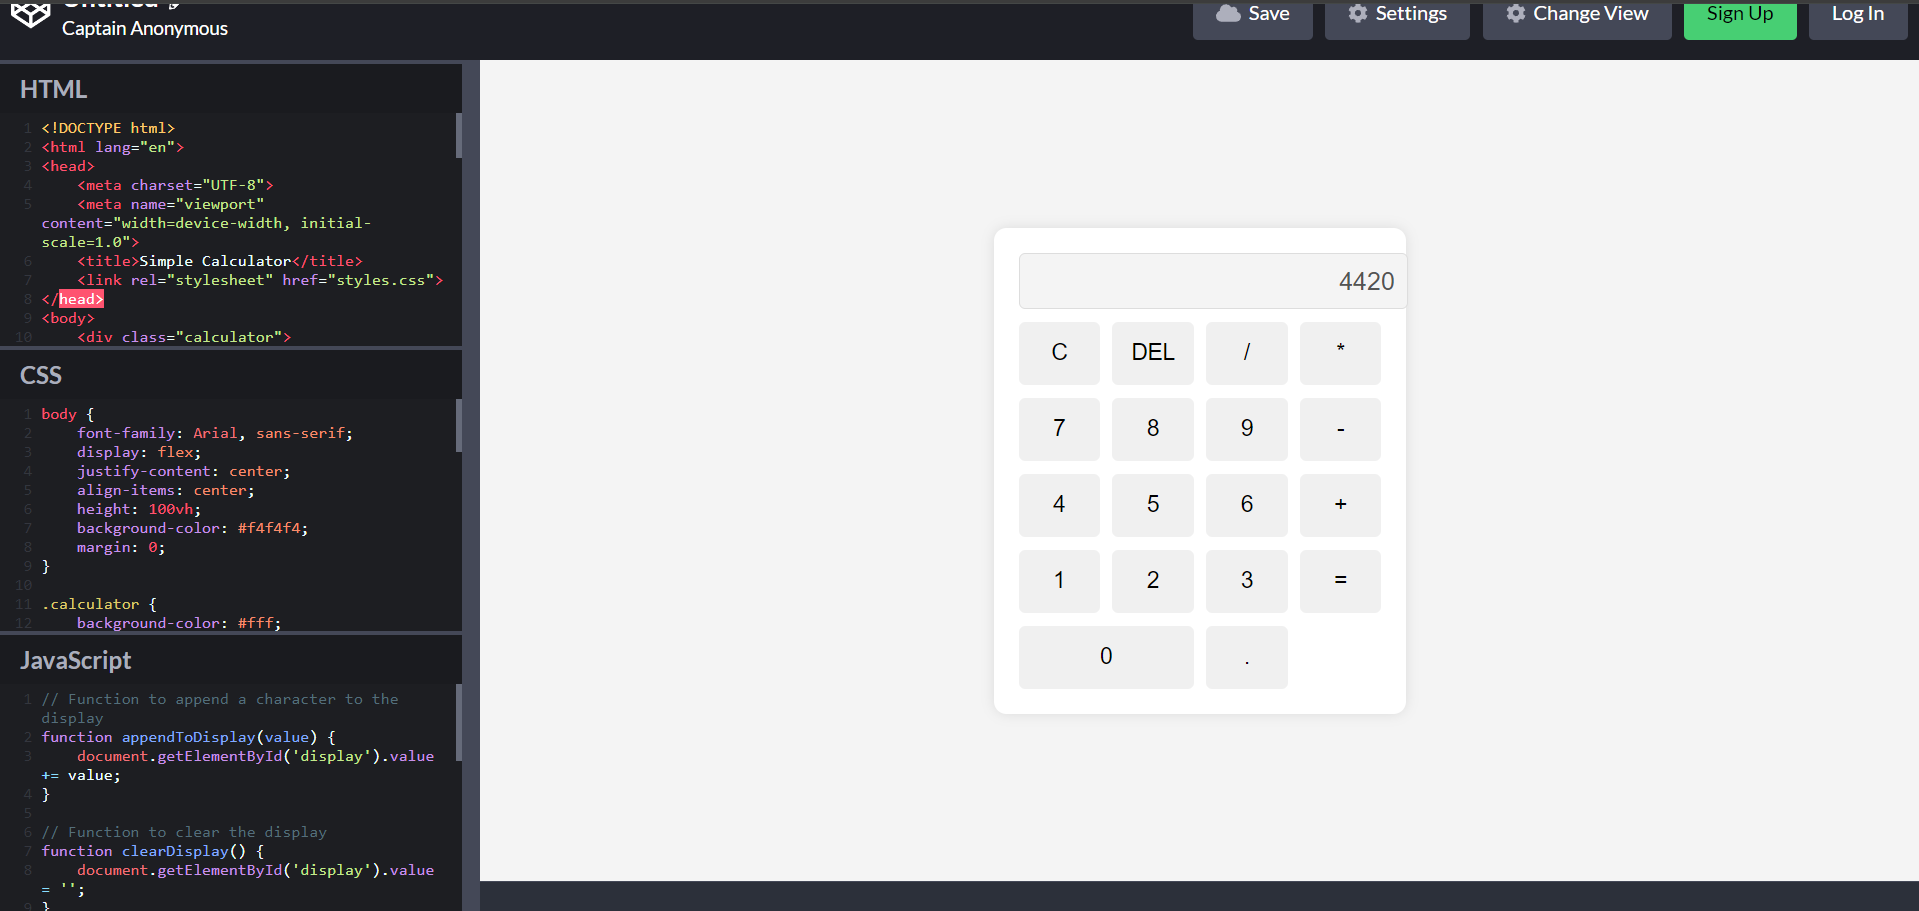 Untitled
Captain Anonymous
Save
Settings
Change View
Sign Up
Log In
HTML
1 <!DOCTYPE html>
2 <html lang="en">
3 <head>
4 <meta charset="UTF-8">
5 <meta name="viewport"
content="width=device-width, initial-
scale=1.0">
6 <title>Simple Calculator</title>
7 <link rel="stylesheet" href="styles.css">
8 </head>
9 <body>
10 <div class="calculator">
CSS
1 body {
2 font-family: Arial, sans-serif;
3 display: flex;
4 justify-content: center;
5 align-items: center;
6 height: 100vh;
7 background-color: #f4f4f4;
8 margin: 0;
9 }
10
11 .calculator {
12 background-color: #fff;
JavaScript
1 // Function to append a character to the
display
2 function appendToDisplay(value) {
3 document.getElementById('display').value
+= value;
4 }
5
6 // Function to clear the display
7 function clearDisplay() {
8 document.getElementById('display').value
= '';
9 }
4420
C DEL / *
7 8 9 -
4 5 6 +
1 2 3 =
0 .